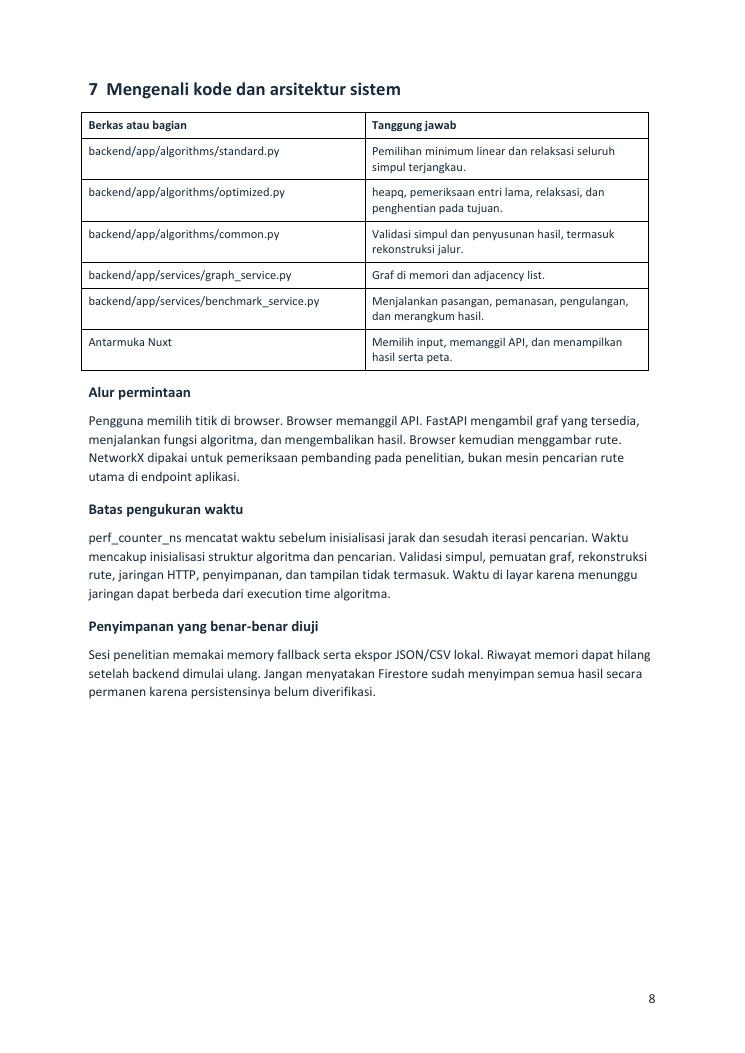 7 Mengenali kode dan arsitektur sistem
Berkas atau bagian
Tanggung jawab
backend/app/algorithms/standard.py
Pemilihan minimum linear dan relaksasi seluruh
simpul terjangkau.
backend/app/algorithms/optimized.py
heapq, pemeriksaan entri lama, relaksasi, dan
penghentian pada tujuan.
backend/app/algorithms/common.py
Validasi simpul dan penyusunan hasil, termasuk
rekonstruksi jalur.
backend/app/services/graph_service.py
Graf di memori dan adjacency list.
backend/app/services/benchmark_service.py
Menjalankan pasangan, pemanasan, pengulangan,
dan merangkum hasil.
Antarmuka Nuxt
Memilih input, memanggil API, dan menampilkan
hasil serta peta.
Alur permintaan
Pengguna memilih titik di browser. Browser memanggil API. FastAPI mengambil graf yang tersedia,
menjalankan fungsi algoritma, dan mengembalikan hasil. Browser kemudian menggambar rute.
NetworkX dipakai untuk pemeriksaan pembanding pada penelitian, bukan mesin pencarian rute
utama di endpoint aplikasi.
Batas pengukuran waktu
perf_counter_ns mencatat waktu sebelum inisialisasi jarak dan sesudah iterasi pencarian. Waktu
mencakup inisialisasi struktur algoritma dan pencarian. Validasi simpul, pemuatan graf, rekonstruksi
rute, jaringan HTTP, penyimpanan, dan tampilan tidak termasuk. Waktu di layar karena menunggu
jaringan dapat berbeda dari execution time algoritma.
Penyimpanan yang benar-benar diuji
Sesi penelitian memakai memory fallback serta ekspor JSON/CSV lokal. Riwayat memori dapat hilang
setelah backend dimulai ulang. Jangan menyatakan Firestore sudah menyimpan semua hasil secara
permanen karena persistensinya belum diverifikasi.
8